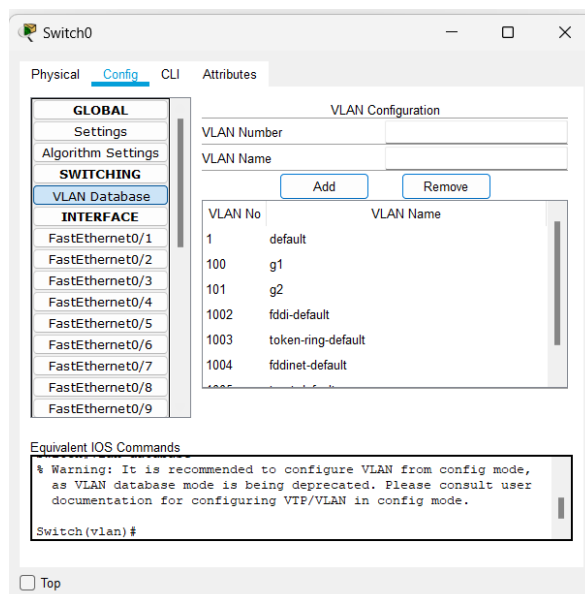 Switch0
Physical Config CLI Attributes
GLOBAL
Settings
Algorithm Settings
SWITCHING
VLAN Database
INTERFACE
FastEthernet0/1
FastEthernet0/2
FastEthernet0/3
FastEthernet0/4
FastEthernet0/5
FastEthernet0/6
FastEthernet0/7
FastEthernet0/8
FastEthernet0/9
VLAN Configuration
VLAN Number
VLAN Name
Add Remove
VLAN No VLAN Name
1 default
100 g1
101 g2
1002 fddi-default
1003 token-ring-default
1004 fddinet-default
Equivalent IOS Commands
% Warning: It is recommended to configure VLAN from config mode,
as VLAN database mode is being deprecated. Please consult user
documentation for configuring VTP/VLAN in config mode.
Switch(vlan)#
Top